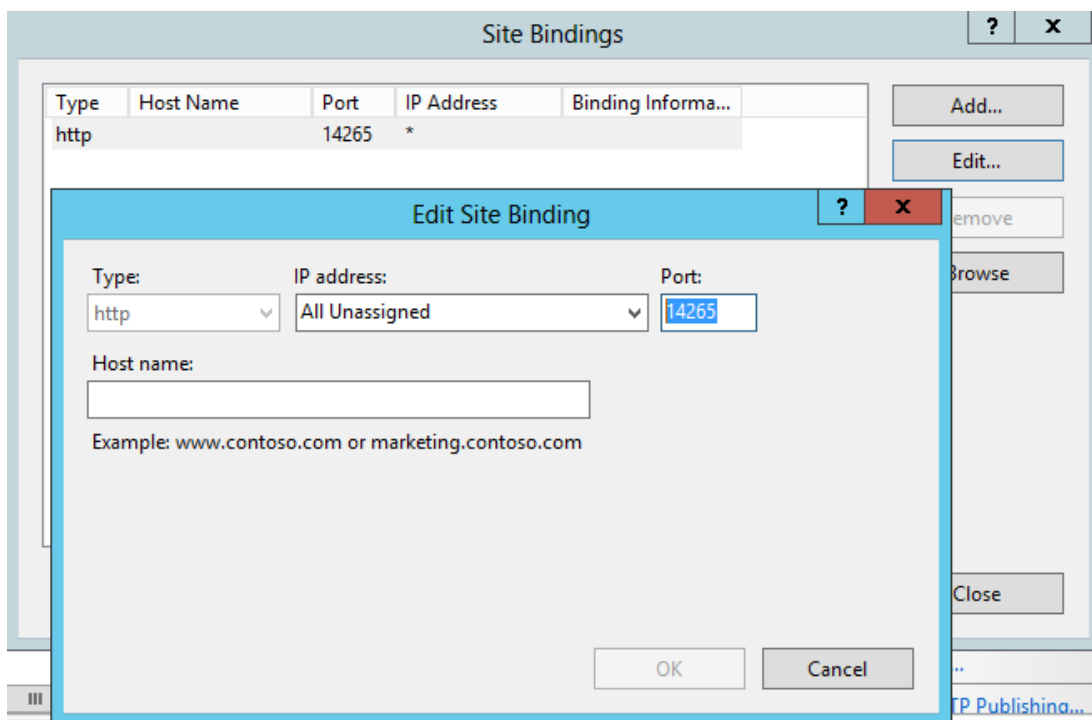 Site Bindings
? x
Type Host Name Port IP Address Binding Informa...
http 14265 *
Add...
Edit...
emove
Browse
Close
Edit Site Binding
? x
Type: IP address: Port:
http All Unassigned 14265
Host name:
Example: www.contoso.com or marketing.contoso.com
OK Cancel
...
TP Publishing...